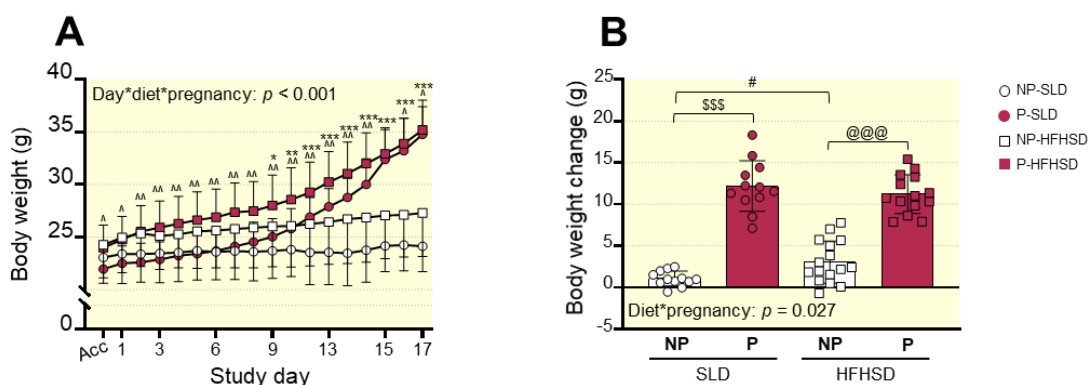 A
B
40
35
30
25
0
Body weight (g)
Day*diet*pregnancy: p < 0.001
^ ^ ^^ ^^ ^^ ^^ ^^ ^^ ^^ * ^^ ** ^^ *** ^^ *** ^^ *** ^^ *** ^^ *** *** ^ *** ^
Acc 1 3 6 9 13 15 17
Study day
25
20
15
10
5
0
-5
Body weight change (g)
#
$$$
@@@
Diet*pregnancy: p = 0.027
NP P NP P
SLD HFHSD
NP-SLD
P-SLD
NP-HFHSD
P-HFHSD